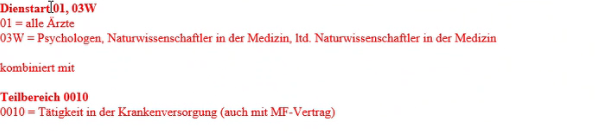 Dienstart 01, 03W
01 = alle Ärzte
03W = Psychologen, Naturwissenschaftler in der Medizin, ltd. Naturwissenschaftler in der Medizin
kombiniert mit
Teilbereich 0010
0010 = Tätigkeit in der Krankenversorgung (auch mit MF-Vertrag)